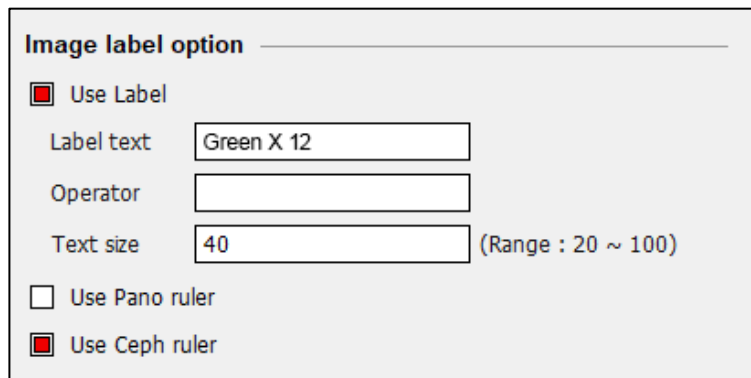 Image label option
Use Label
Label text Green X 12
Operator
Text size 40 (Range : 20 ~ 100)
Use Pano ruler
Use Ceph ruler